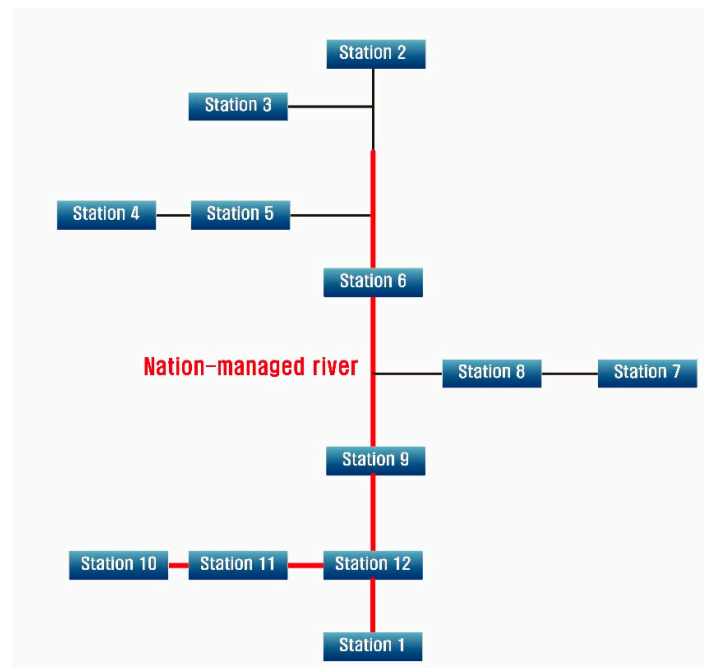 Station 2
Station 3
Station 4
Station 5
Station 6
Nation-managed river
Station 8
Station 7
Station 9
Station 10
Station 11
Station 12
Station 1